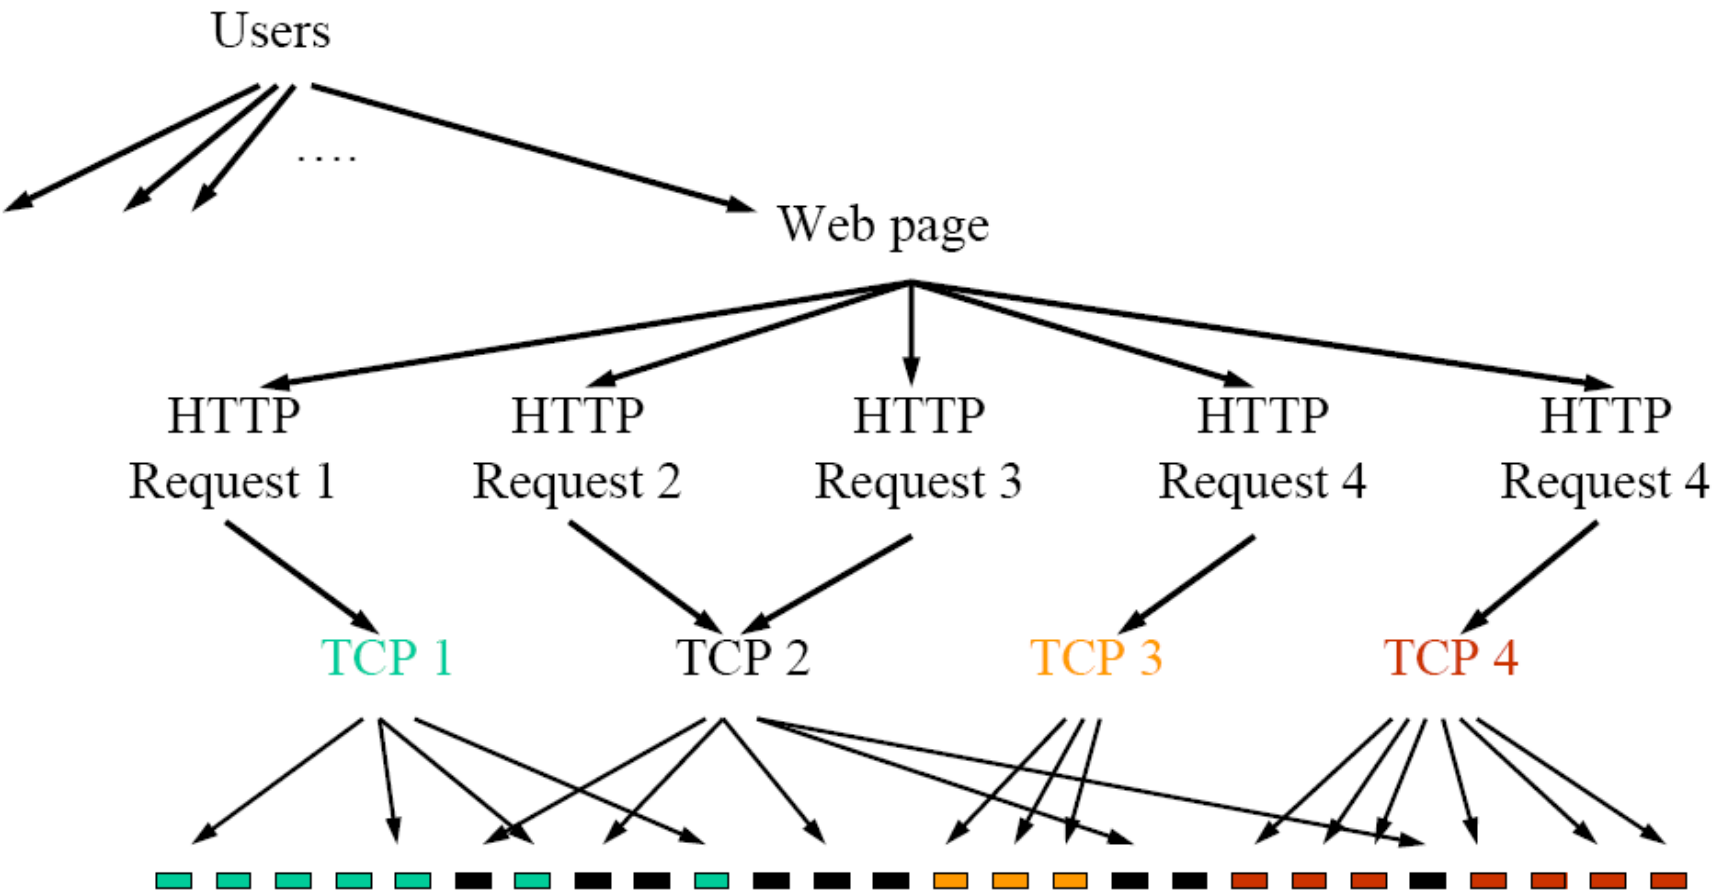 Users
....
Web page
HTTP
Request 1
HTTP
Request 2
HTTP
Request 3
HTTP
Request 4
HTTP
Request 4
TCP 1
TCP 2
TCP 3
TCP 4